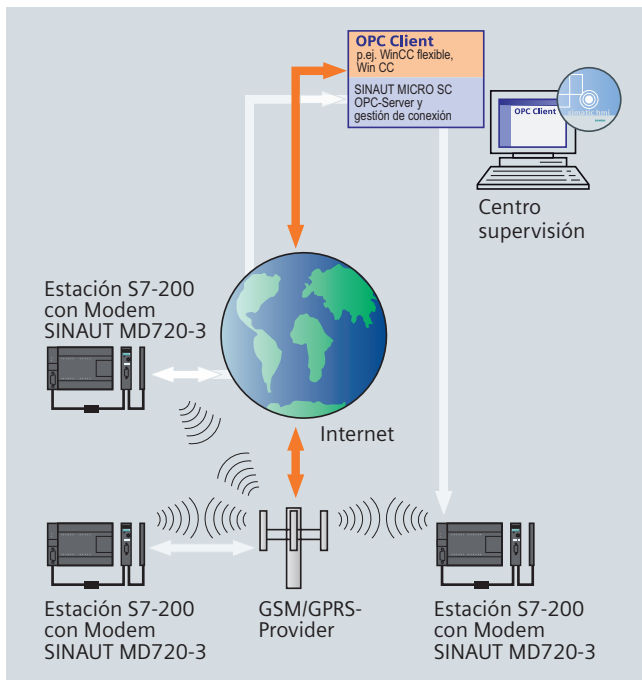 OPC Client
p.ej. WinCC flexible,
Win CC
SINAUT MICRO SC
OPC-Server y
gestión de conexión
OPC Client
Centro
supervisión
Estación S7-200
con Modem
SINAUT MD720-3
Internet
Estación S7-200
con Modem
SINAUT MD720-3
GSM/GPRS-
Provider
Estación S7-200
con Modem
SINAUT MD720-3